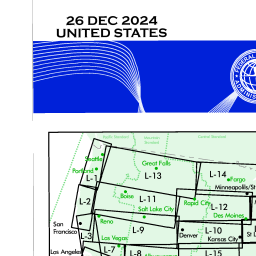 26 DEC 2024
UNITED STATES
Seattle
Portland
L-1
Great Falls
L-13
L-14
Fargo
Minneapolis/St
L-2
Boise
L-11
Rapid City
L-12
Salt Lake City
Des Moines
San
Francisco
Reno
L-9
L-3
Las Vegas
Denver
L-10
Kansas City
Los Angeles
L-7
L-8
L-15